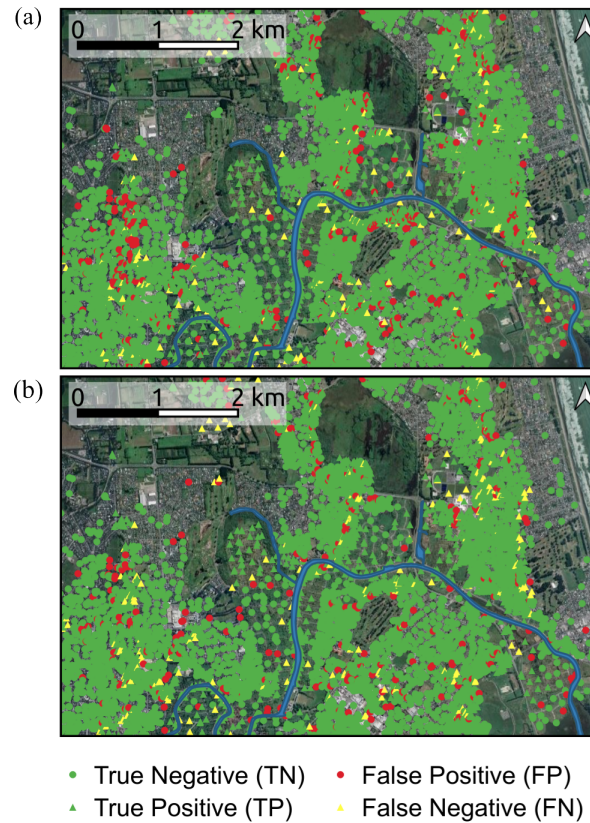 (a)
0 1 2 km
(b)
0 1 2 km
True Negative (TN)
False Positive (FP)
True Positive (TP)
False Negative (FN)